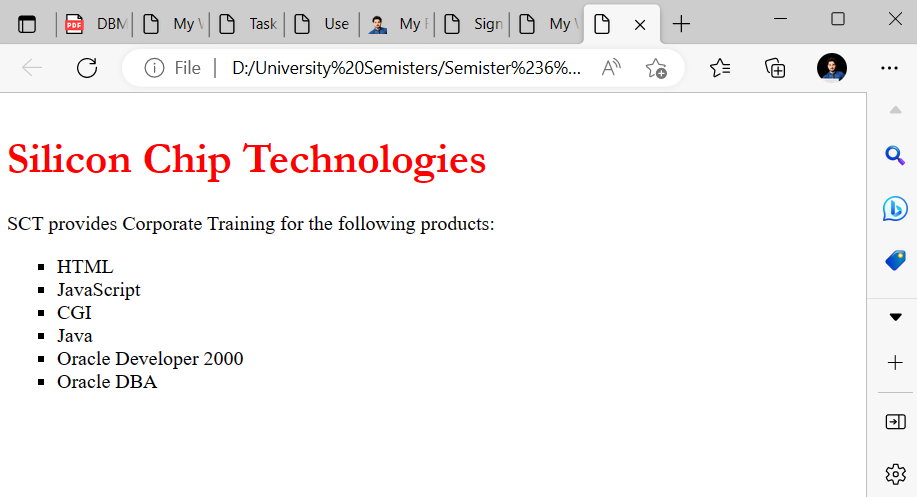 DBM My Task Use My Sign My
File D:/University%20Semisters/Semister%236%...
Silicon Chip Technologies
SCT provides Corporate Training for the following products:
HTML
JavaScript
CGI
Java
Oracle Developer 2000
Oracle DBA